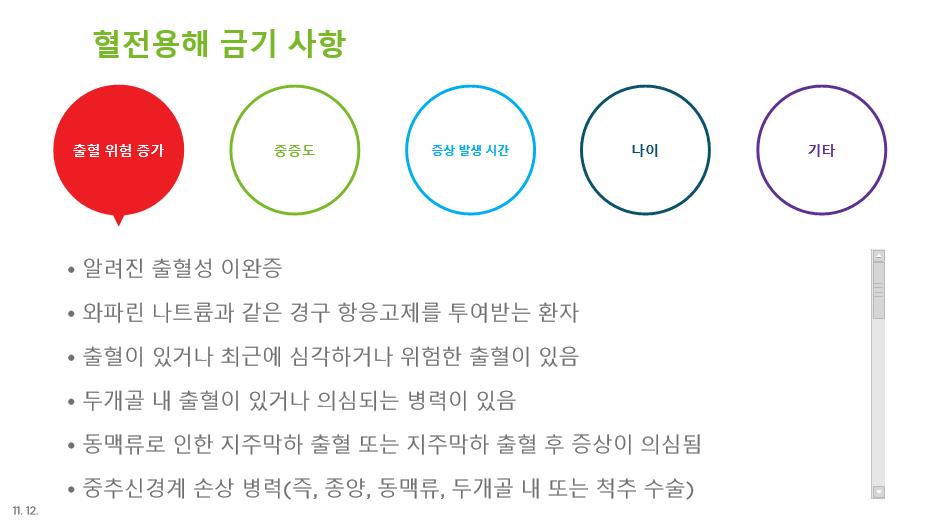 혈전용해 금기 사항
출혈 위험 증가
중증도
증상 발생 시간
나이
기타
• 알려진 출혈성 이완증
• 와파린 나트륨과 같은 경구 항응고제를 투여받는 환자
• 출혈이 있거나 최근에 심각하거나 위험한 출혈이 있음
• 두개골 내 출혈이 있거나 의심되는 병력이 있음
• 동맥류로 인한 지주막하 출혈 또는 지주막하 출혈 후 증상이 의심됨
• 중추신경계 손상 병력(즉, 종양, 동맥류, 두개골 내 또는 척추 수술)
11. 12.